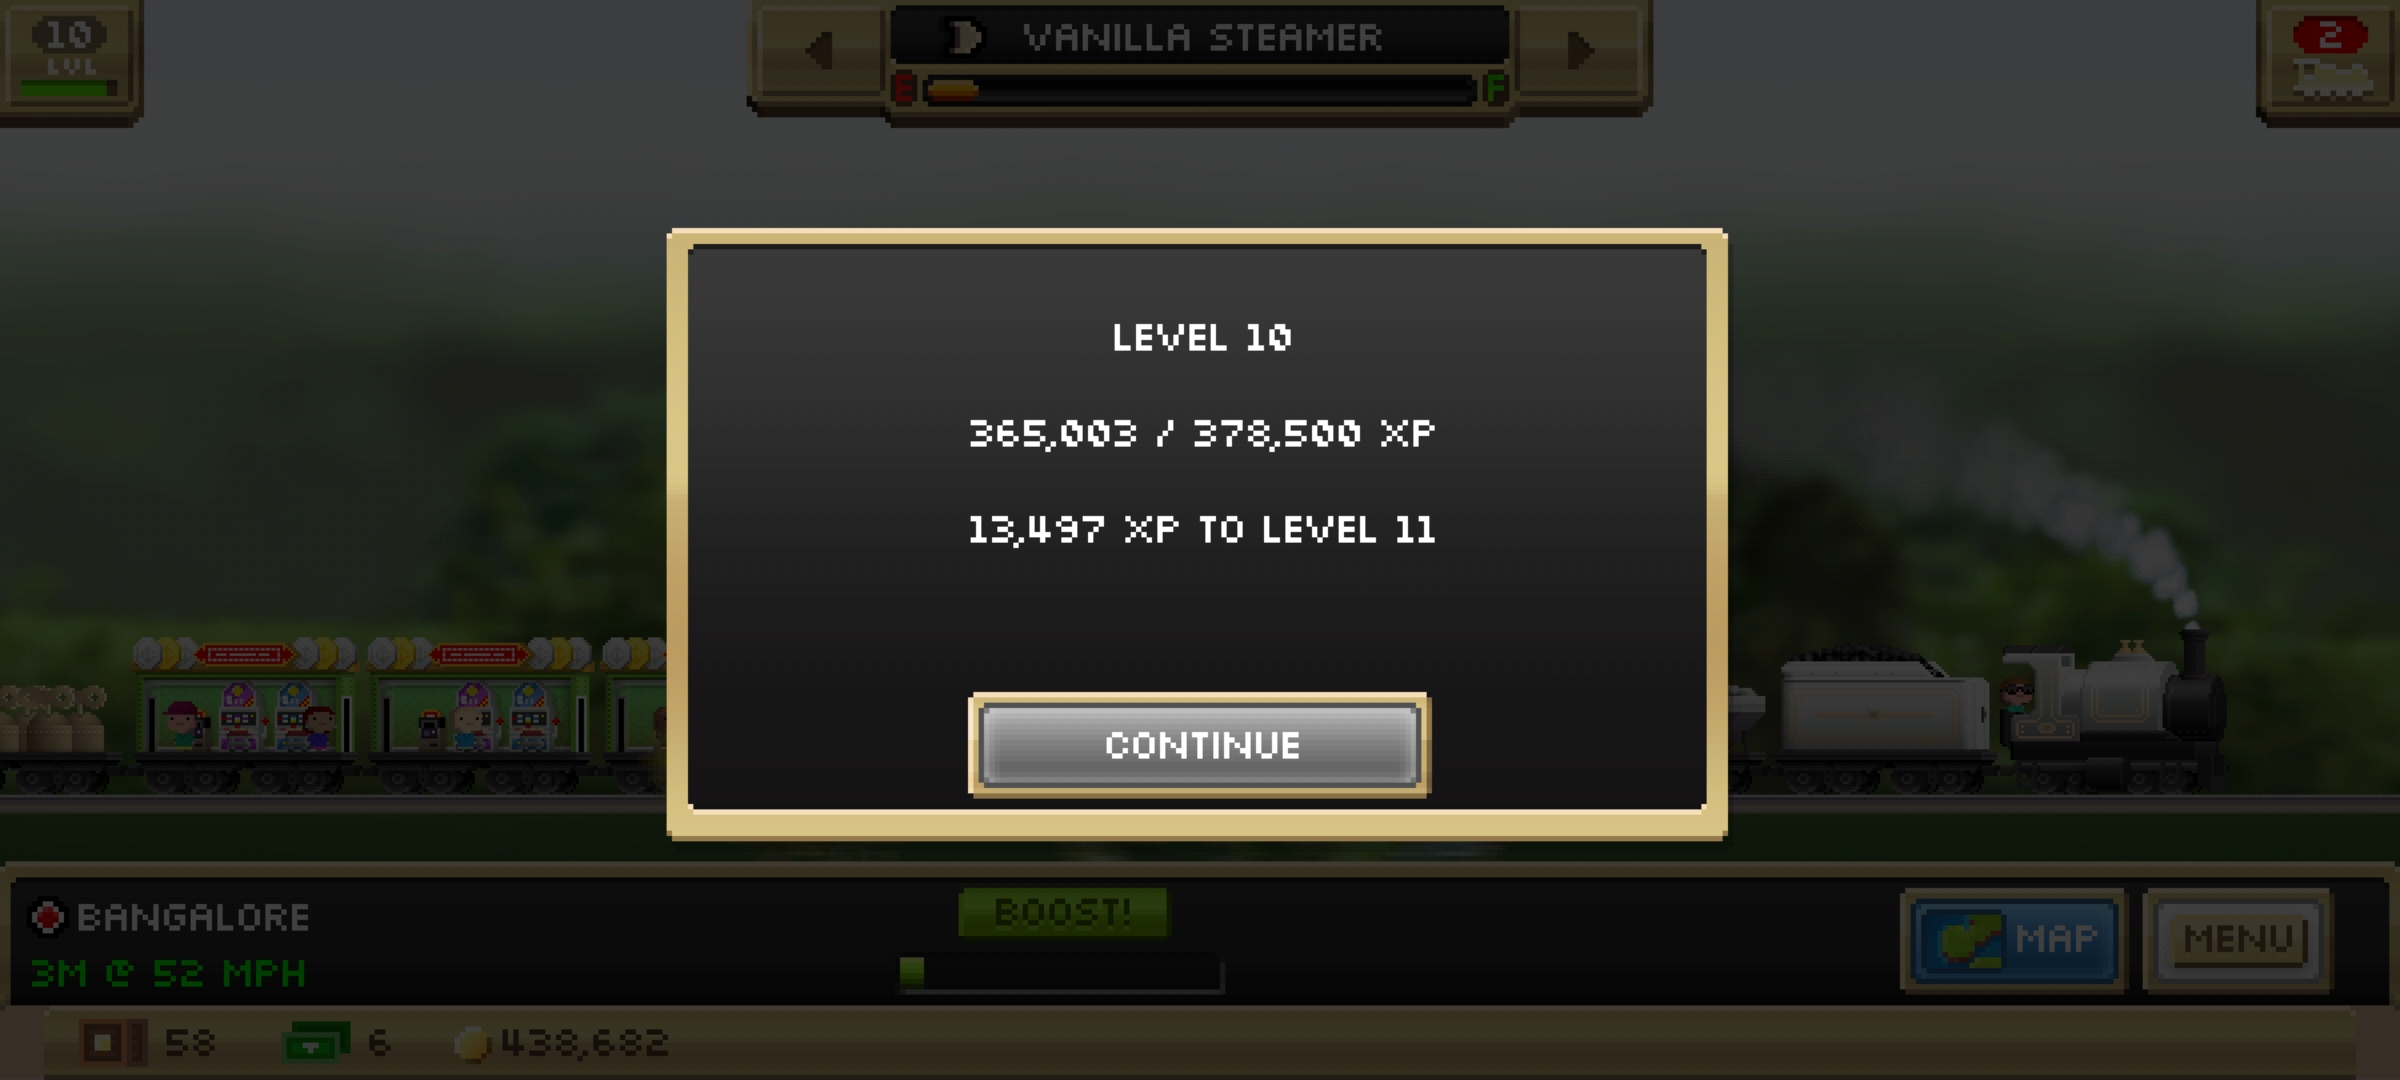 10
LVL
VANILLA STEAMER
E F
2
LEVEL 10
365,003 / 378,500 XP
13,497 XP TO LEVEL 11
CONTINUE
BANGALORE
3M @ 52 MPH
BOOST!
MAP
MENU
58 6 438,682